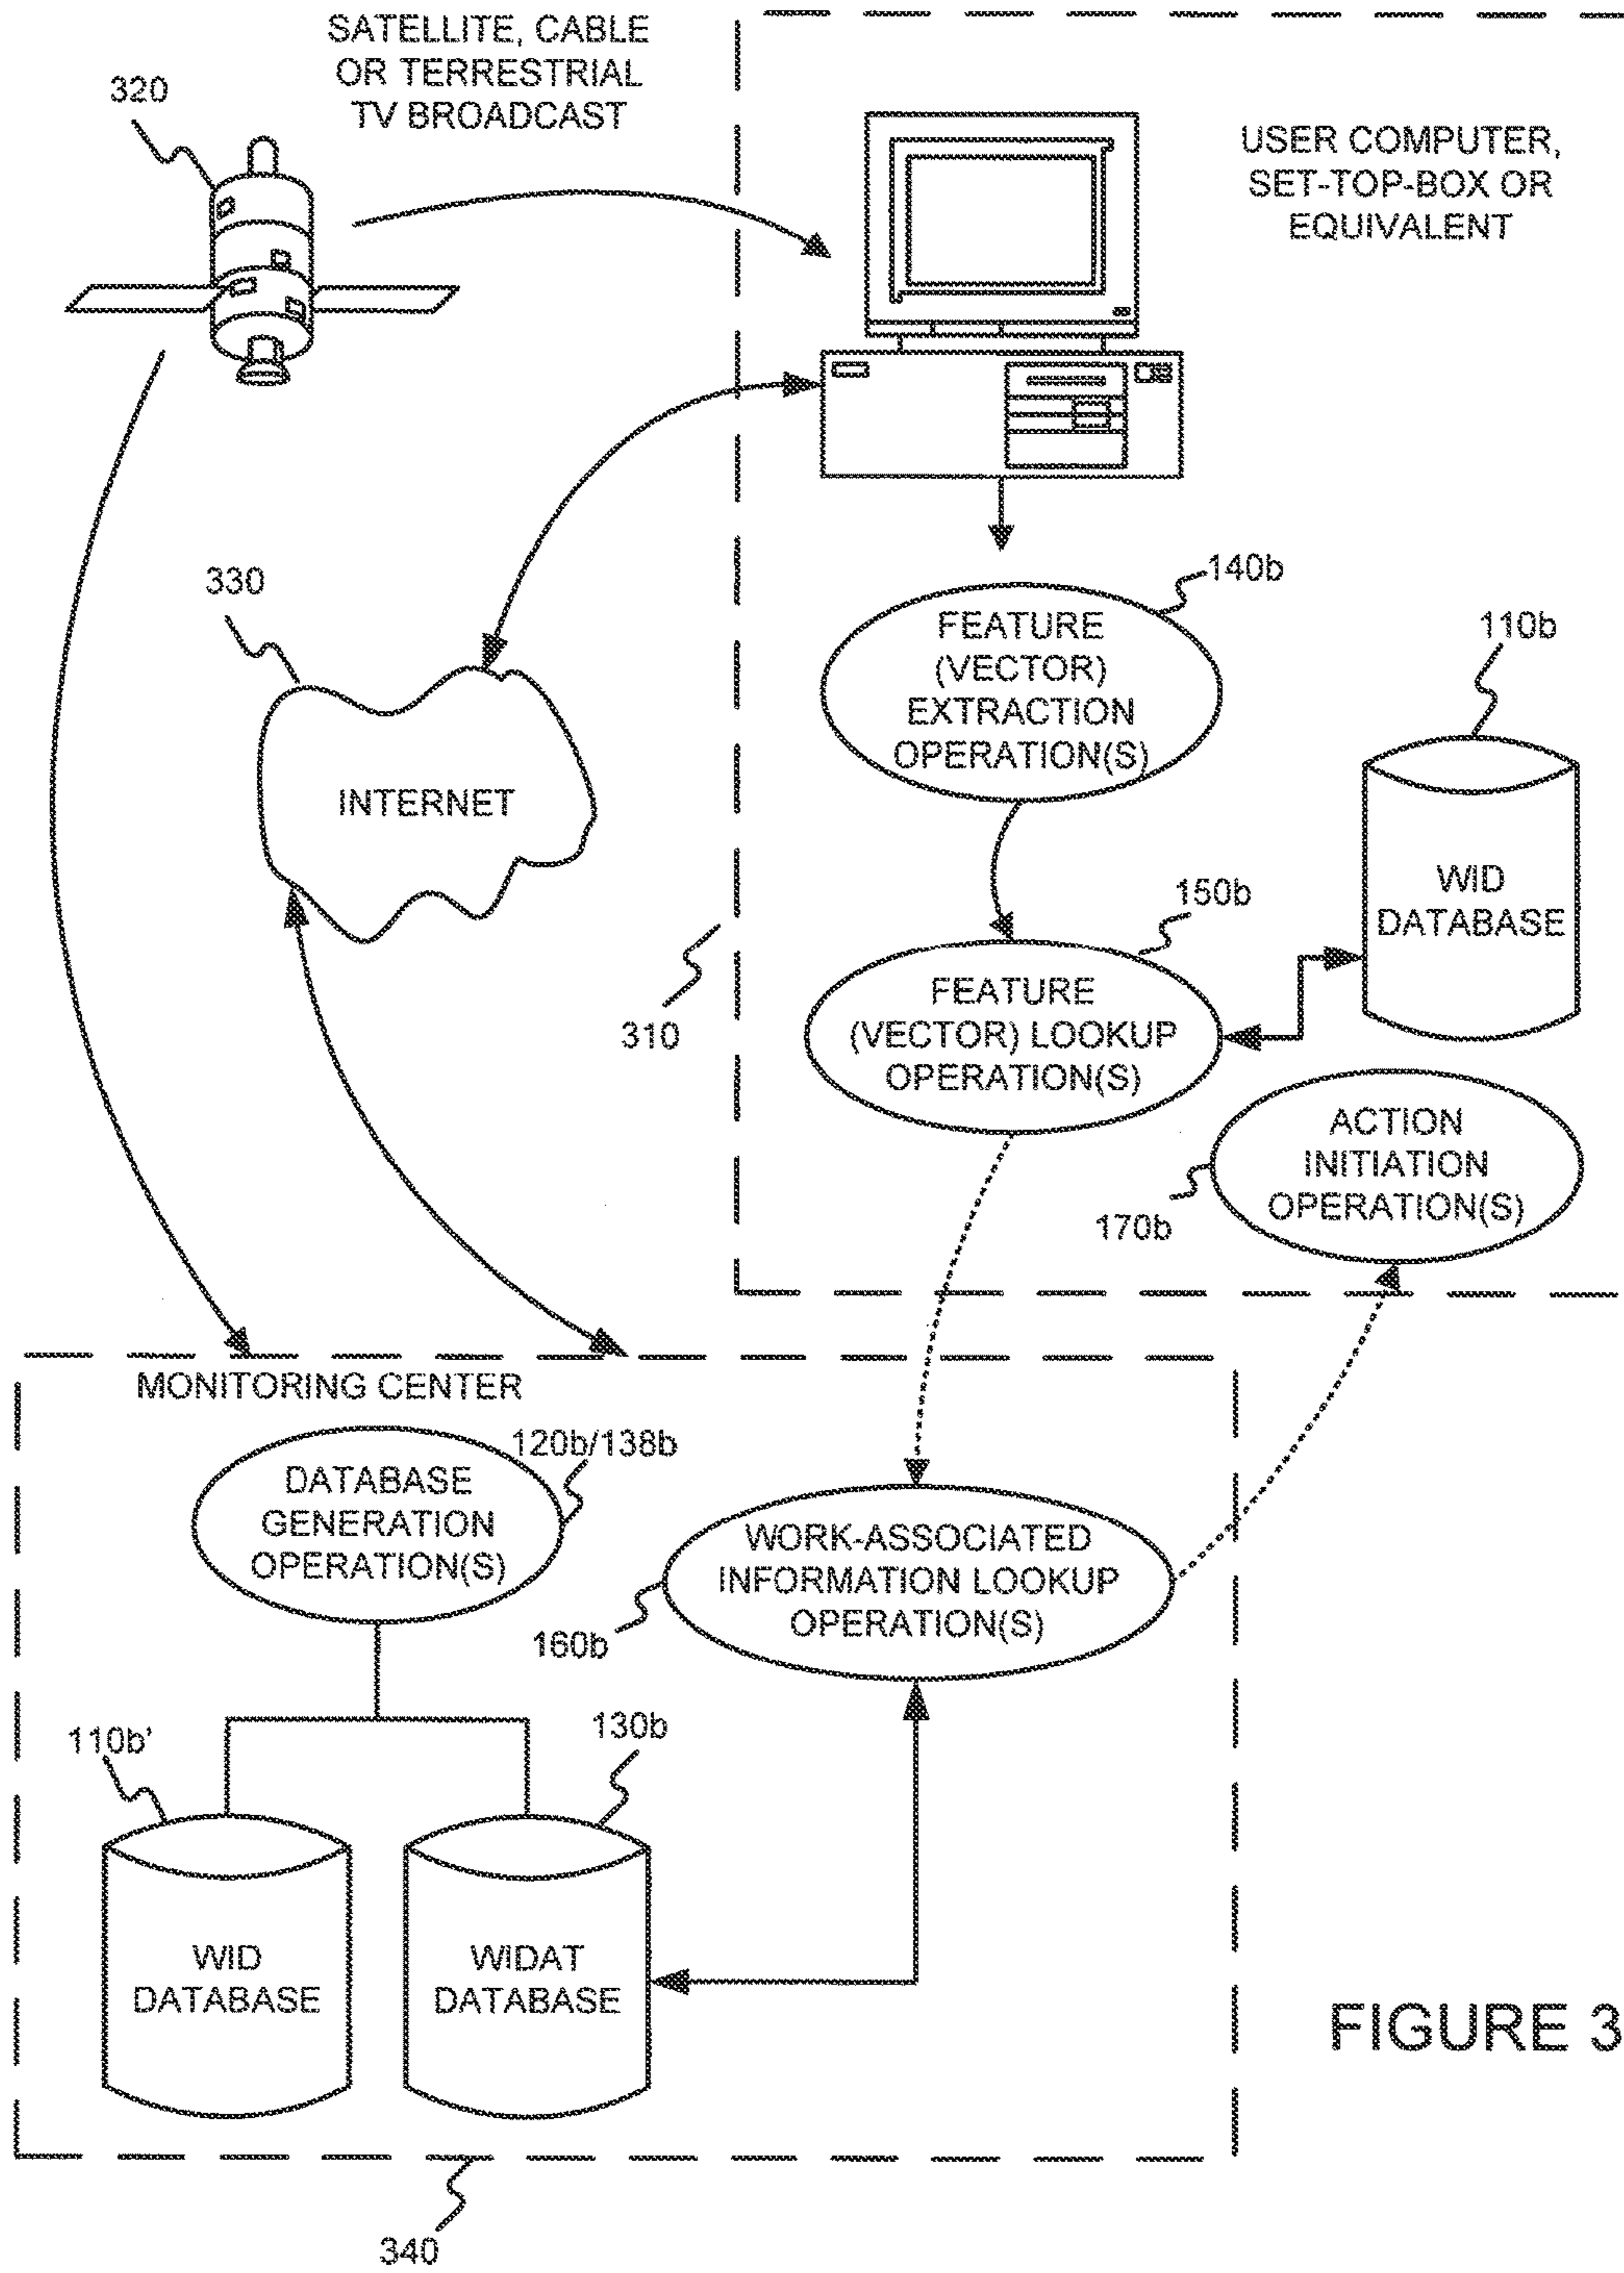 SATELLITE, CABLE
OR TERRESTRIAL
TV BROADCAST
320
USER COMPUTER,
SET-TOP-BOX OR
EQUIVALENT
330
INTERNET
310
140b
FEATURE
(VECTOR)
EXTRACTION
OPERATION(S)
110b
WID
DATABASE
150b
FEATURE
(VECTOR) LOOKUP
OPERATION(S)
ACTION
INITIATION
OPERATION(S)
170b
MONITORING CENTER
120b/138b
DATABASE
GENERATION
OPERATION(S)
WORK-ASSOCIATED
INFORMATION LOOKUP
OPERATION(S)
160b
110b'
130b
WID
DATABASE
WIDAT
DATABASE
340
FIGURE 3